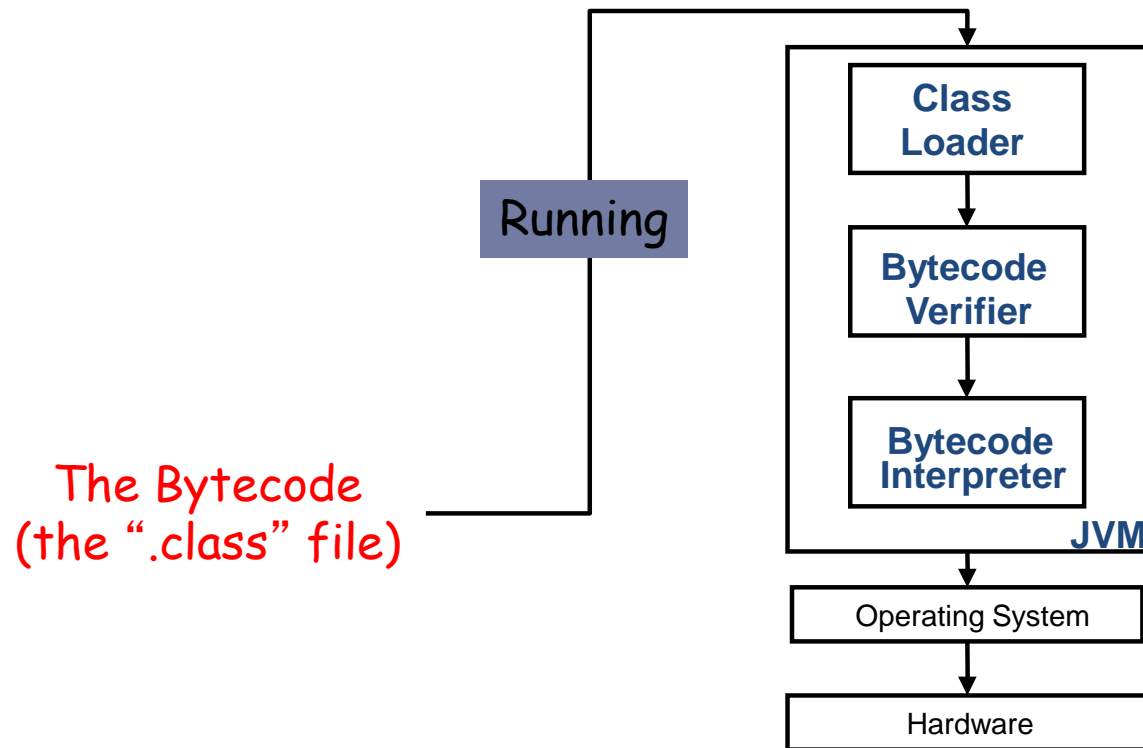 Class
Loader
Running
Bytecode
Verifier
Bytecode
Interpreter
The Bytecode
(the “.class” file)
JVM
Operating System
Hardware